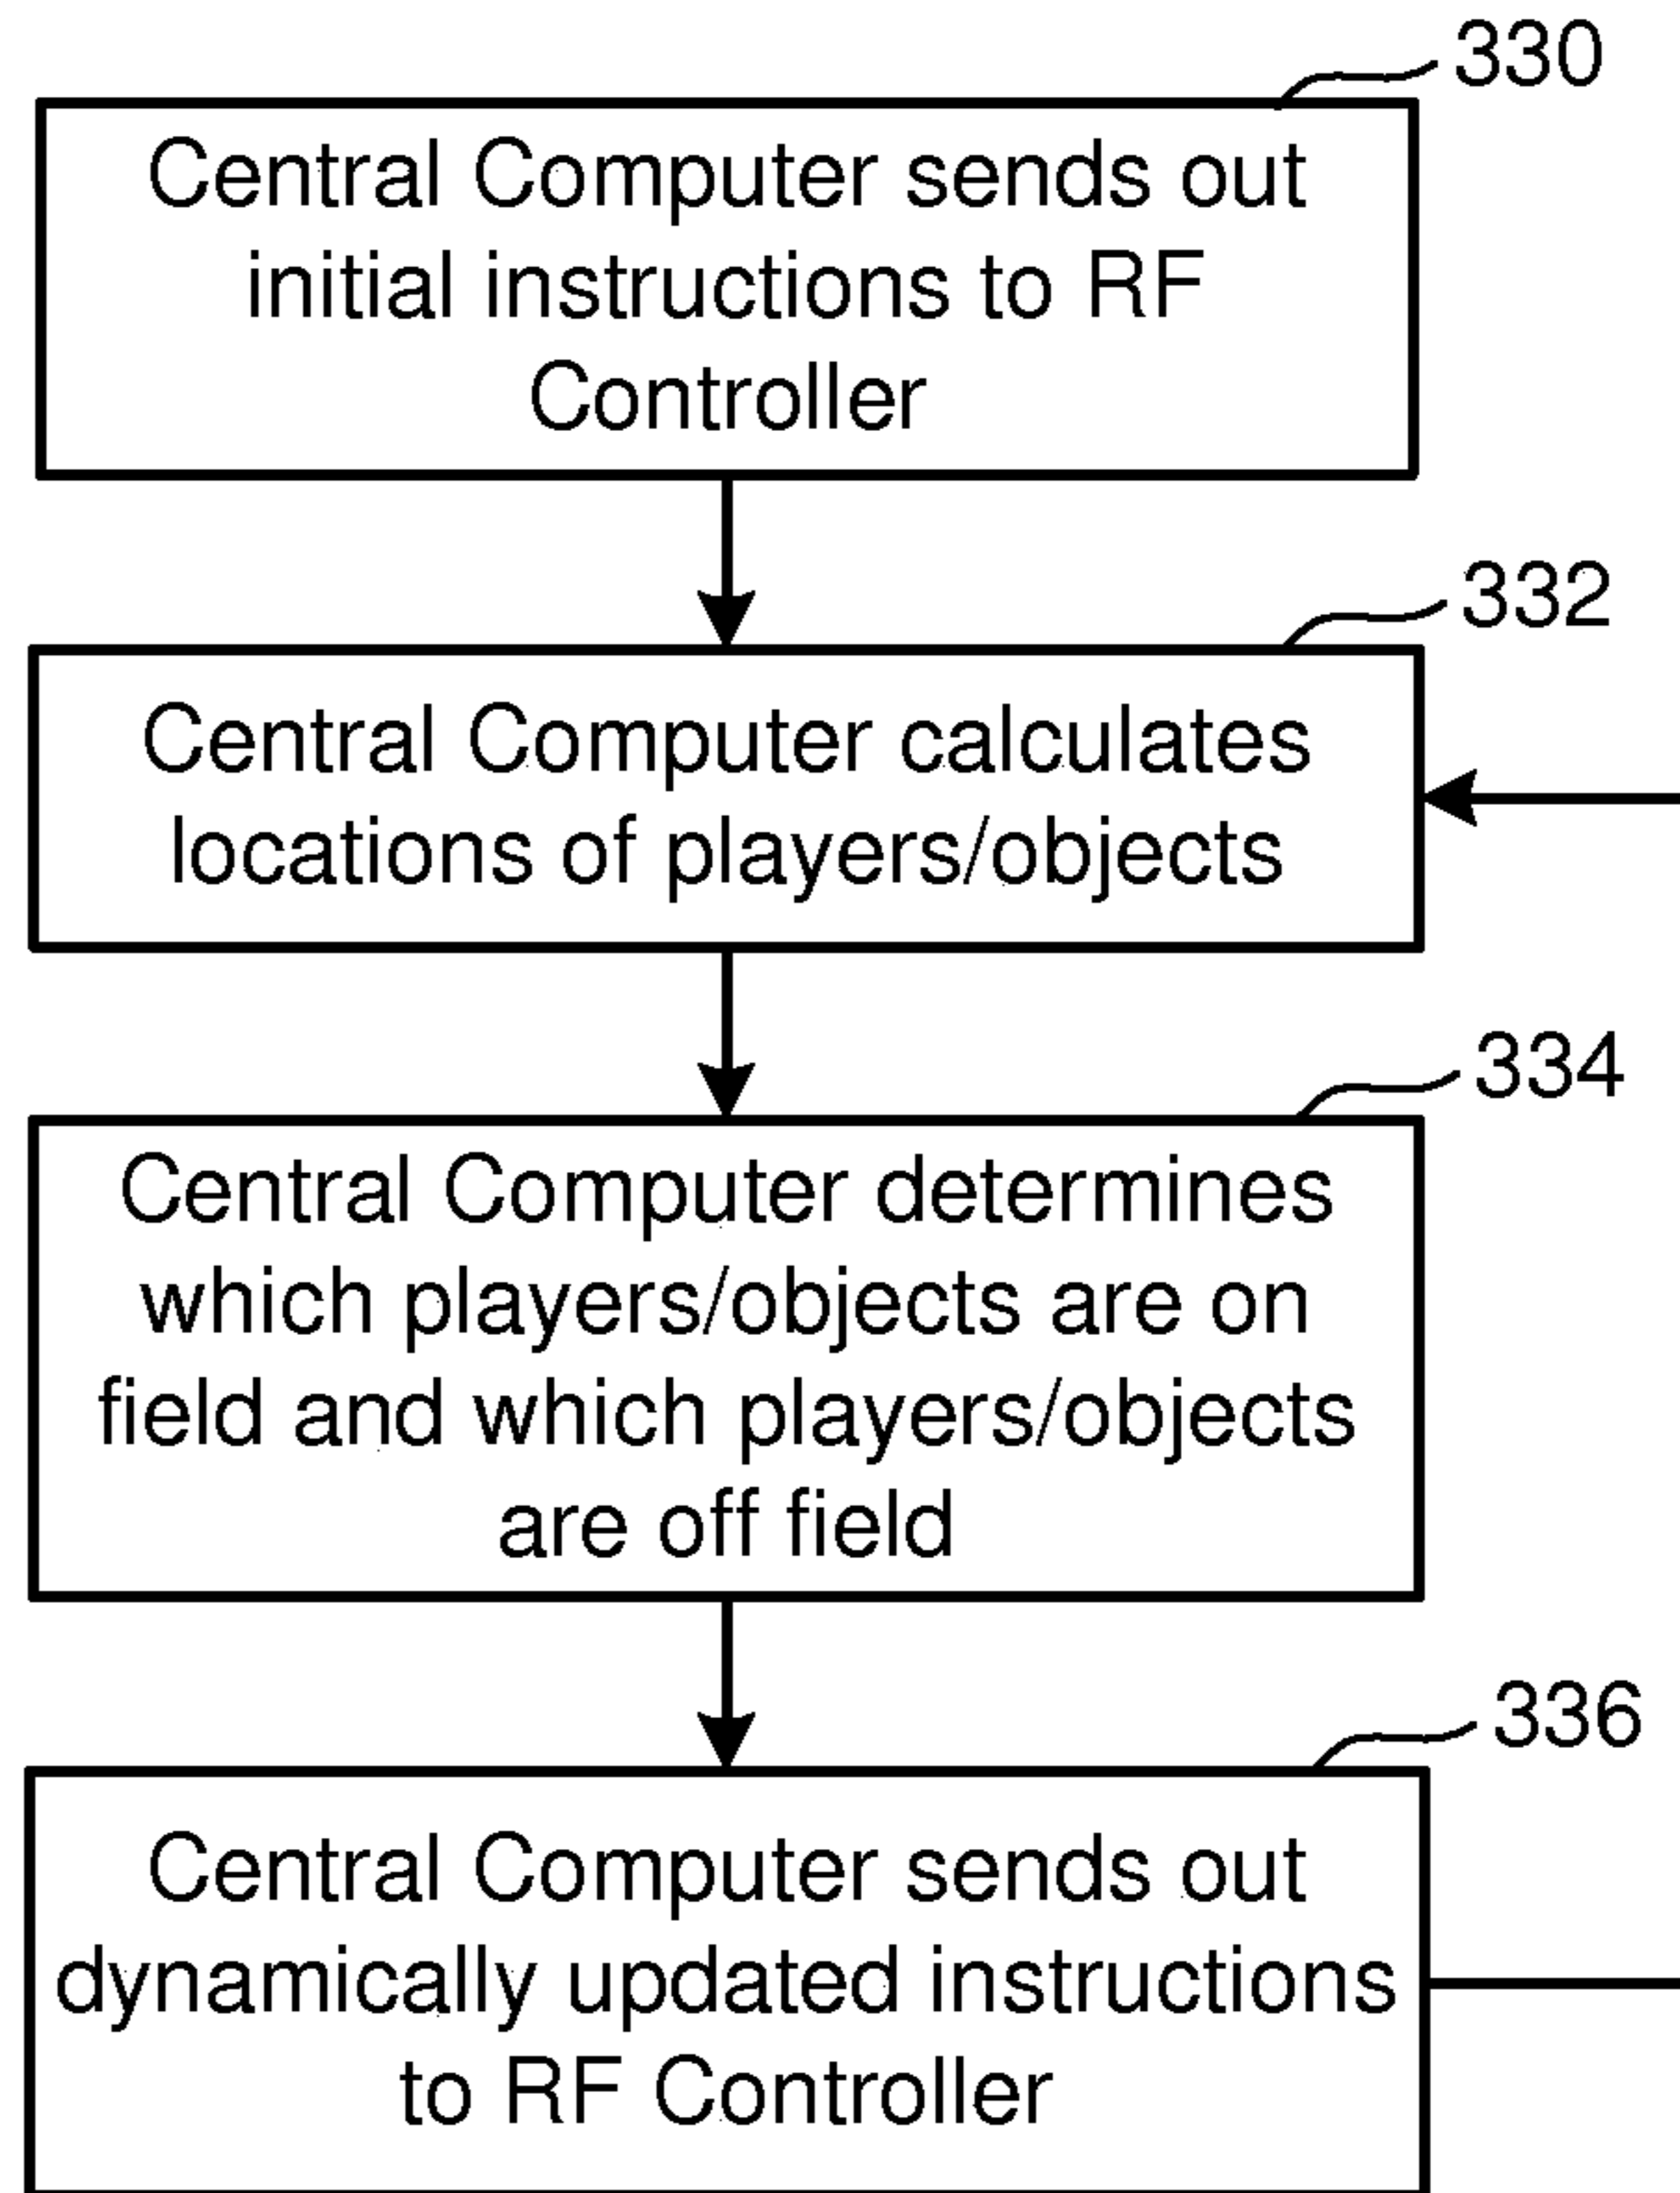 330
Central Computer sends out
initial instructions to RF
Controller
332
Central Computer calculates
locations of players/objects
334
Central Computer determines
which players/objects are on
field and which players/objects
are off field
336
Central Computer sends out
dynamically updated instructions
to RF Controller